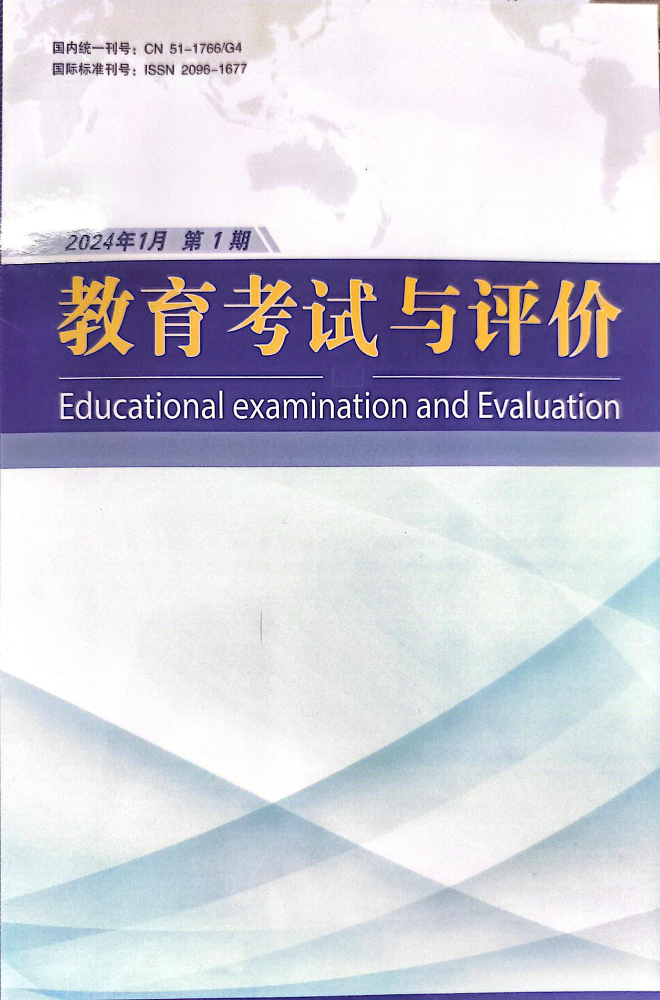 国内统一刊号：CN 51-1766/G4
国际标准刊号：ISSN 2096-1677
2024年1月 第1期
教育考试与评价
Educational examination and Evaluation